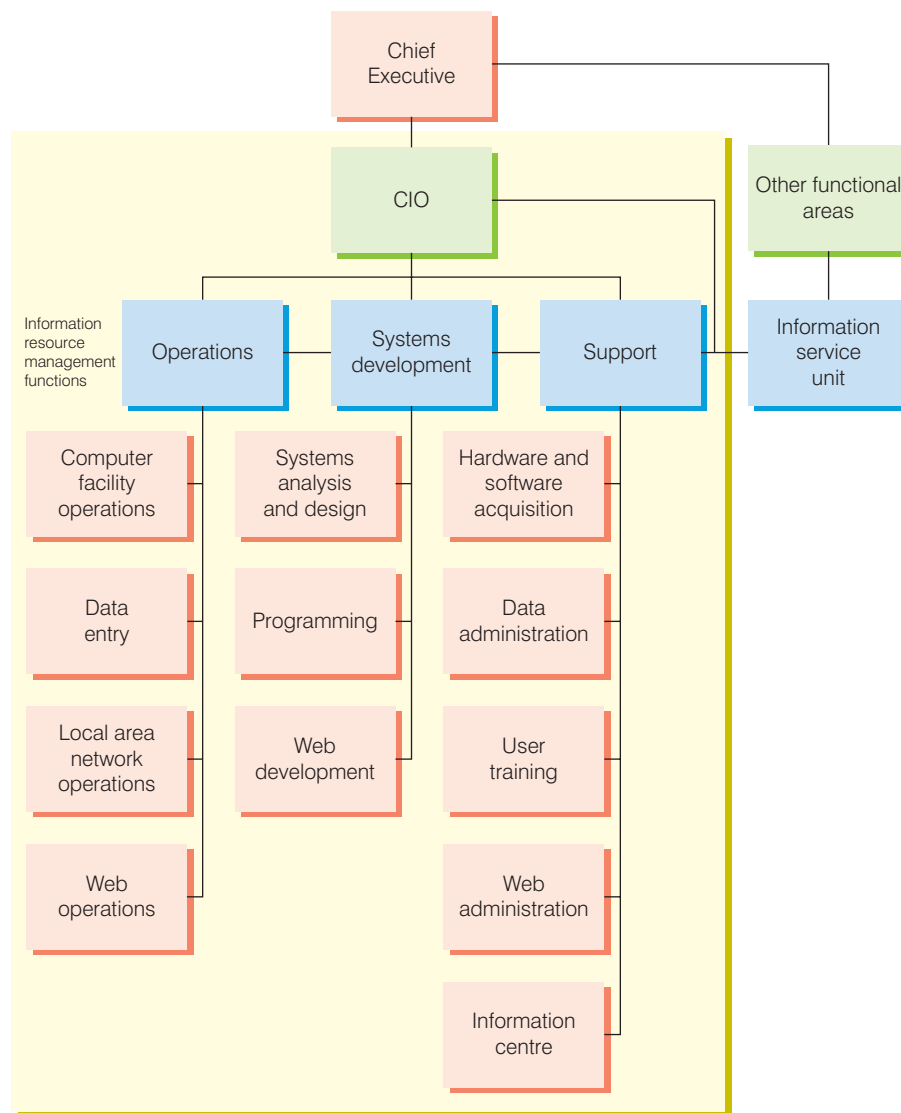 Chief
Executive
CIO
Other functional
areas
Information
resource
management
functions
Operations
Systems
development
Support
Information
service
unit
Computer
facility
operations
Systems
analysis
and design
Hardware and
software
acquisition
Data
entry
Programming
Data
administration
Local area
network
operations
Web
development
User
training
Web
operations
Web
administration
Information
centre